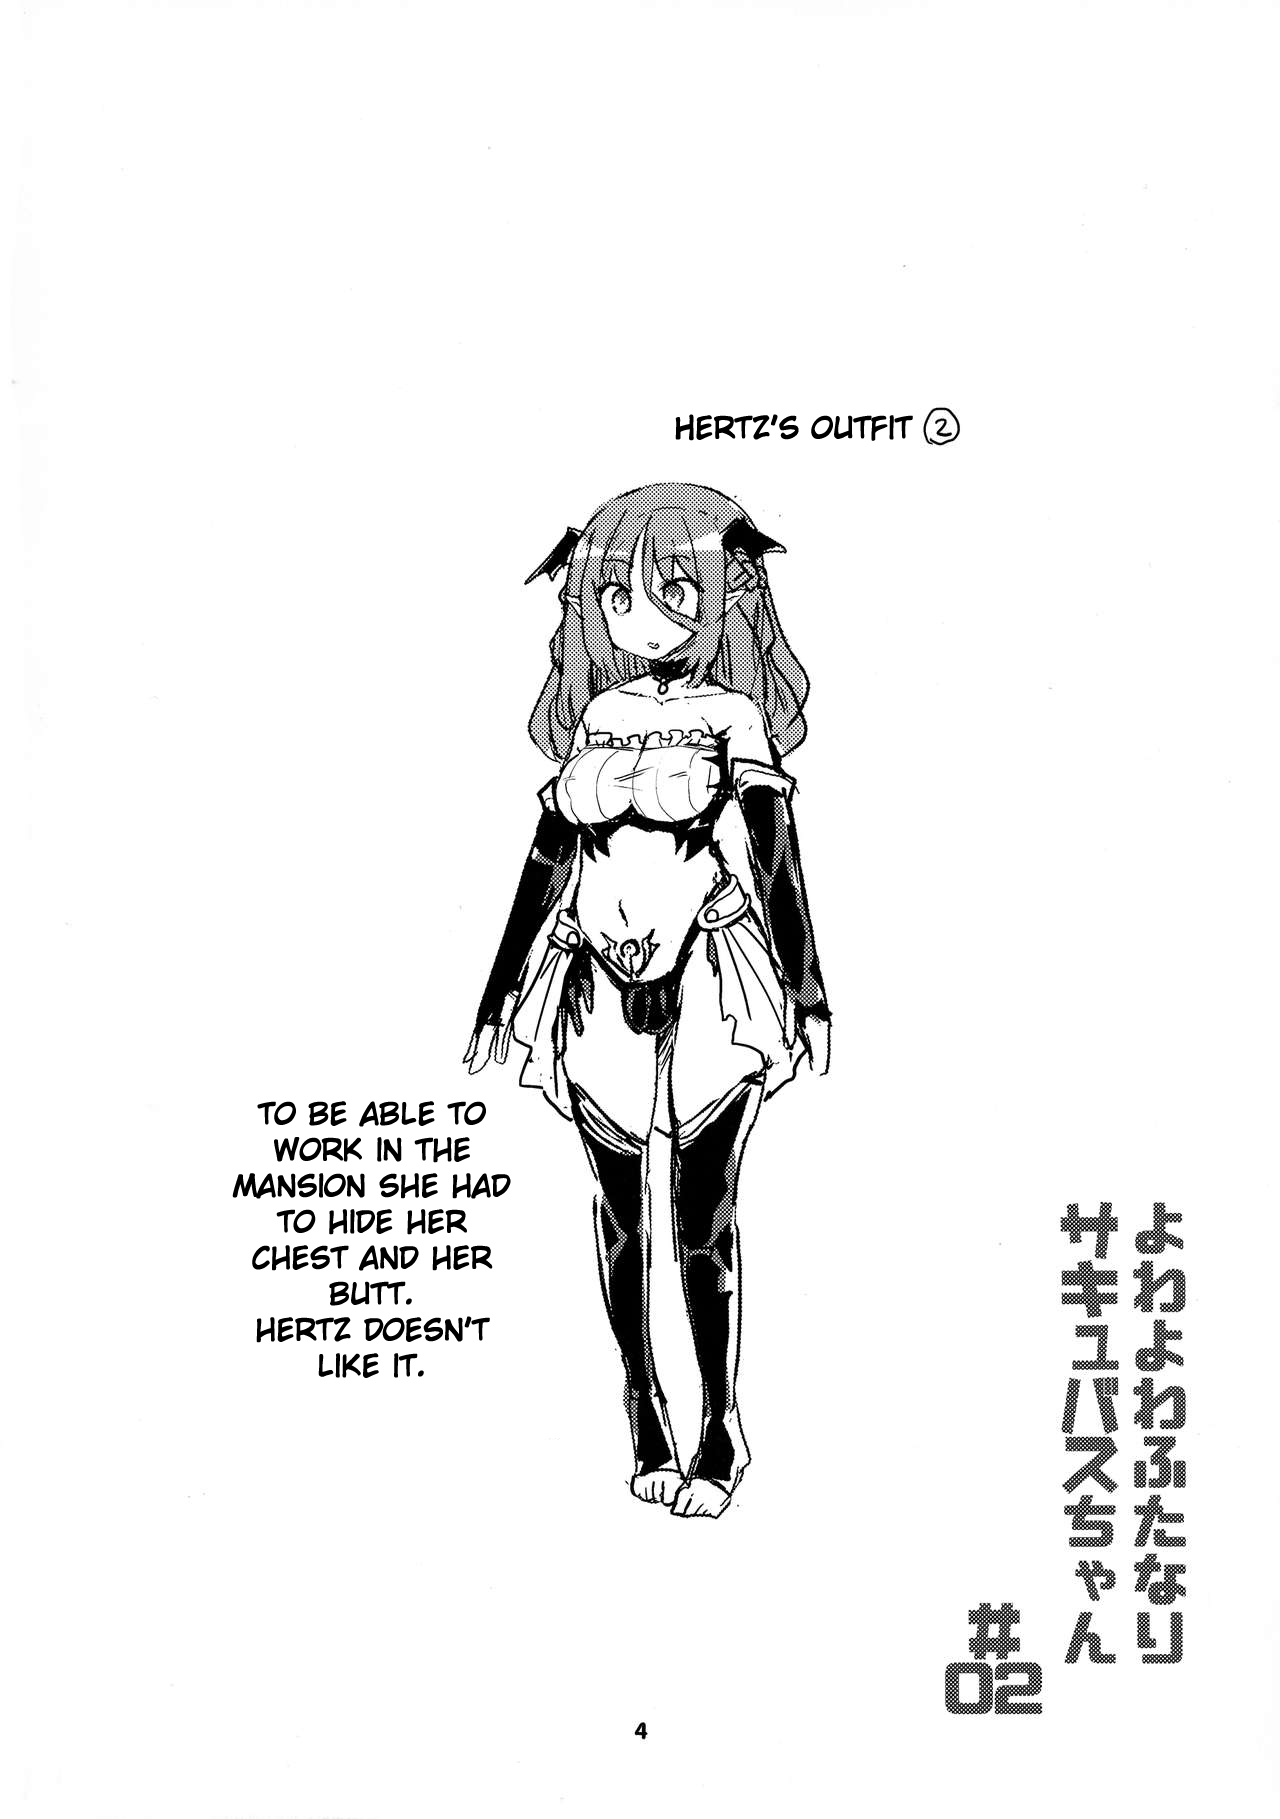 HERTZ'S OUTFIT ②
TO BE ABLE TO
WORK IN THE
MANSION SHE HAD
TO HIDE HER
CHEST AND HER
BUTT.
HERTZ DOESN'T
LIKE IT.
よわよわふたなり
サキュバスちゃん
#02
4